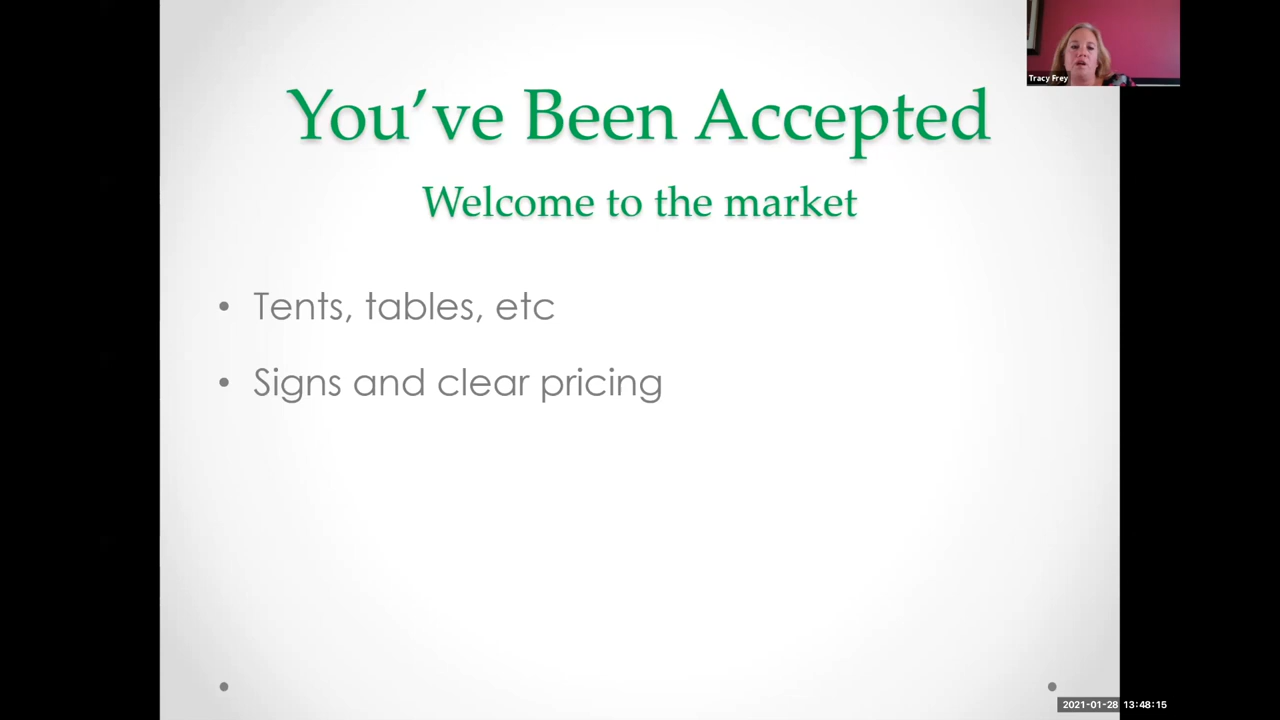 You've Been Accepted
Welcome to the market
• Tents, tables, etc
• Signs and clear pricing
Tracy Frey
2021-01-28 13:48:15